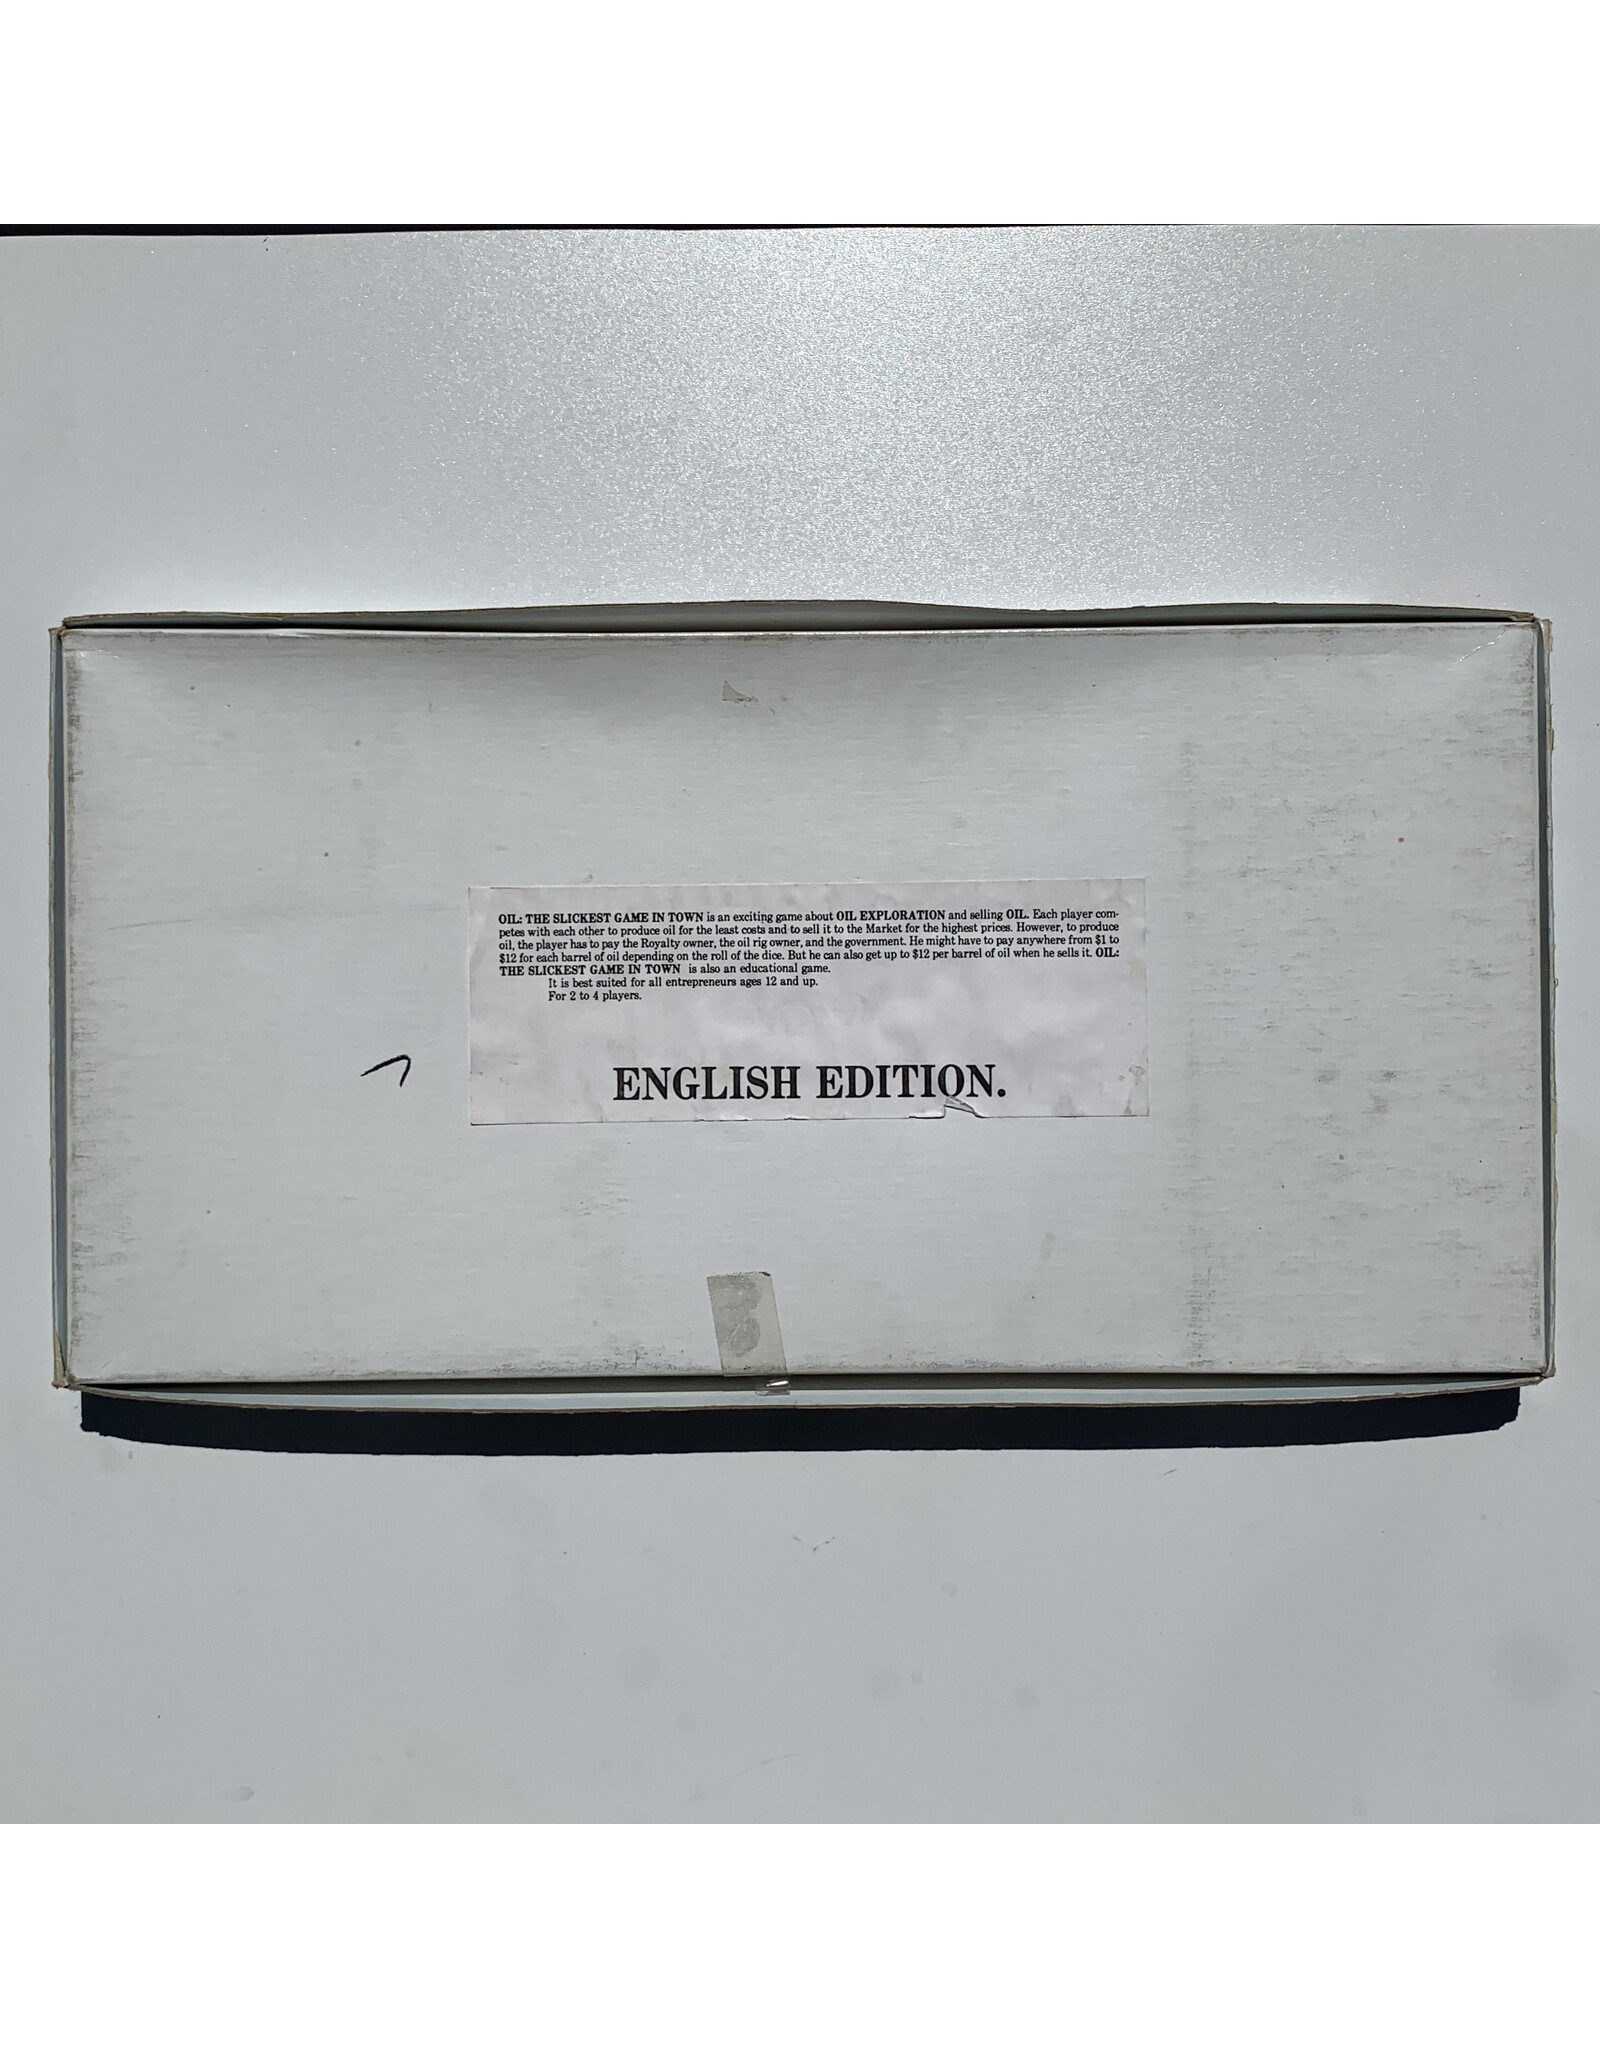 OIL: THE SLICKEST GAME IN TOWN is an exciting game about OIL EXPLORATION and selling OIL. Each player com-
petes with each other to produce oil for the least costs and to sell it to the Market for the highest prices. However, to produce
oil, the player has to pay the Royalty owner, the oil rig owner, and the government. He might have to pay anywhere from $1 to
$12 for each barrel of oil depending on the roll of the dice. But he can also get up to $12 per barrel of oil when he sells it. OIL:
THE SLICKEST GAME IN TOWN is also an educational game.
It is best suited for all entrepreneurs ages 12 and up.
For 2 to 4 players.
ENGLISH EDITION.